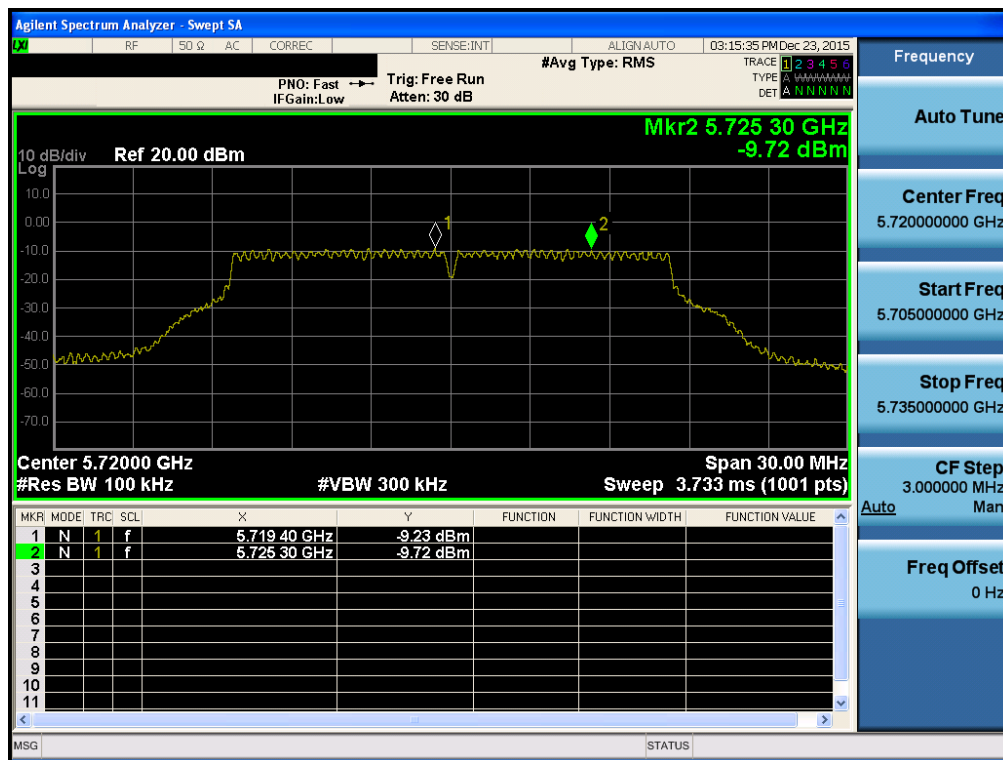 Agilent Spectrum Analyzer - Swept SA
LXI RF 50 Ω AC CORREC SENSE:INT ALIGN AUTO 03:15:35 PM Dec 23, 2015
#Avg Type: RMS TRACE 1 2 3 4 5 6
PNO: Fast Trig: Free Run TYPE A WWWWW
IFGain:Low Atten: 30 dB DET A N N N N N
Mkr2 5.725 30 GHz
10 dB/div Ref 20.00 dBm -9.72 dBm
Log
10.0
0.00
1 2
-10.0
-20.0
-30.0
-40.0
-50.0
-60.0
-70.0
Center 5.72000 GHz Span 30.00 MHz
#Res BW 100 kHz #VBW 300 kHz Sweep 3.733 ms (1001 pts)
MKR MODE TRC SCL X Y FUNCTION FUNCTION WIDTH FUNCTION VALUE
1 N 1 f 5.719 40 GHz -9.23 dBm
2 N 1 f 5.725 30 GHz -9.72 dBm
3
4
5
6
7
8
9
10
11
MSG STATUS
Frequency
Auto Tune
Center Freq
5.720000000 GHz
Start Freq
5.705000000 GHz
Stop Freq
5.735000000 GHz
CF Step
3.000000 MHz
Auto Man
Freq Offset
0 Hz